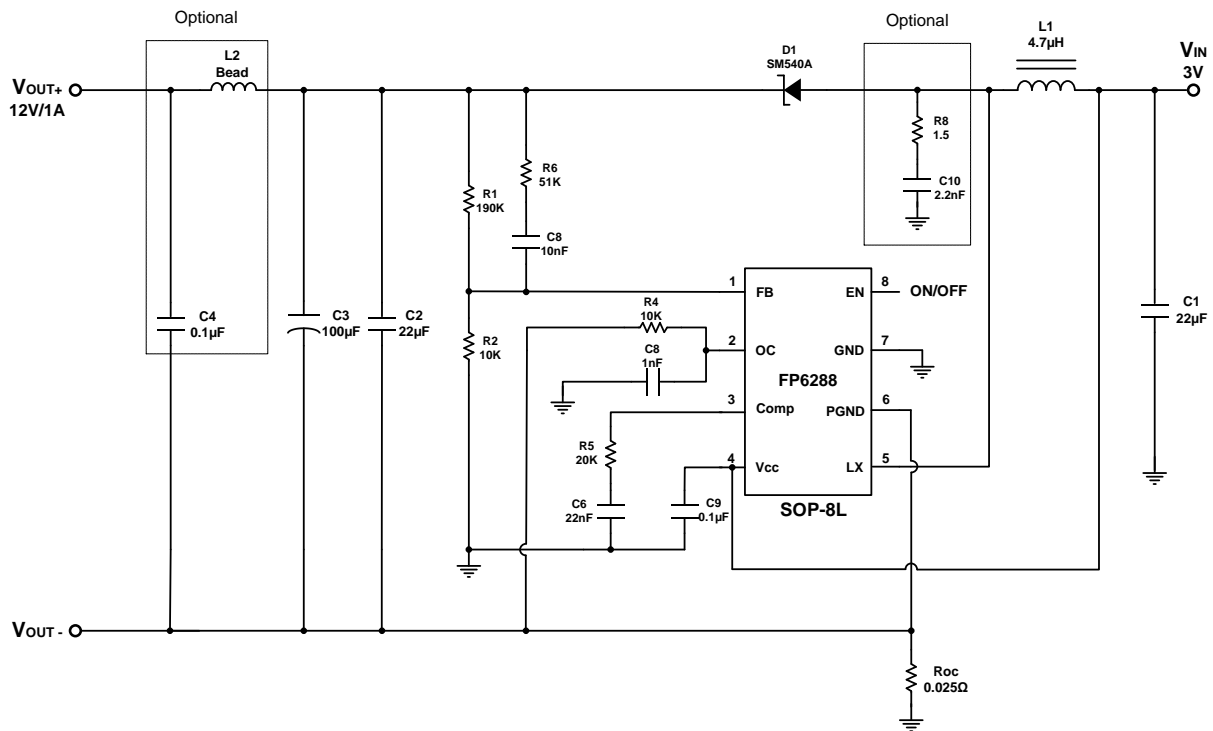 Optional
Optional
L2
Bead
D1
SM540A
L1
4.7µH
VIN
3V
VOUT+
12V/1A
R8
1.5
R6
51K
R1
190K
C10
2.2nF
C8
10nF
1
FB
EN
8
ON/OFF
C4
0.1µF
C3
100µF
C2
22µF
R4
10K
C1
22µF
R2
10K
2
OC
GND
7
C8
1nF
FP6288
3
Comp
PGND
6
R5
20K
4
Vcc
LX
5
C6
22nF
C9
0.1µF
SOP-8L
VOUT -
Roc
0.025Ω